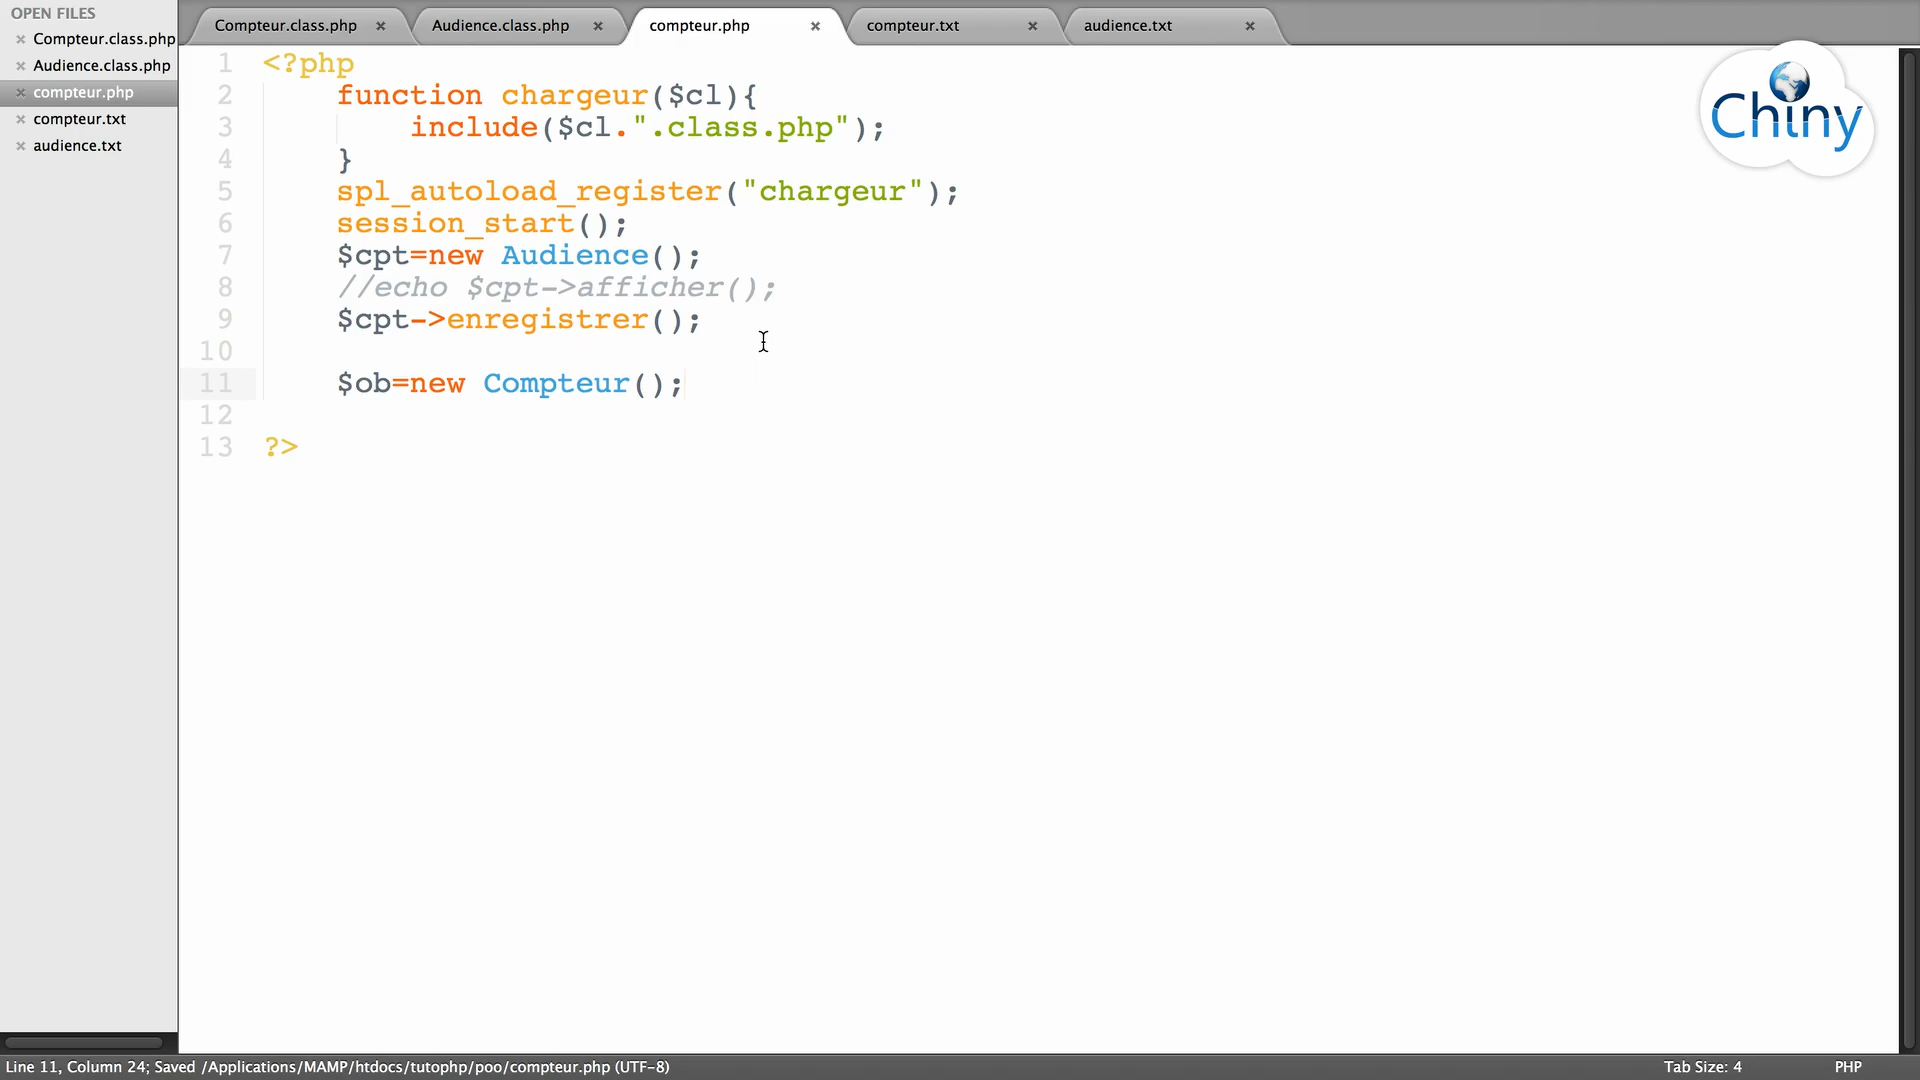 OPEN FILES
Compteur.class.php
Audience.class.php
compteur.php
compteur.txt
audience.txt
Compteur.class.php
Audience.class.php
compteur.php
compteur.txt
audience.txt
1 <?php
2 function chargeur($cl){
3 include($cl.".class.php");
4 }
5 spl_autoload_register("chargeur");
6 session_start();
7 $cpt=new Audience();
8 //echo $cpt->afficher();
9 $cpt->enregistrer();
10
11 $ob=new Compteur();
12
13 ?>
Chiny
Line 11, Column 24; Saved /Applications/MAMP/htdocs/tutophp/poo/compteur.php (UTF-8)
Tab Size: 4
PHP